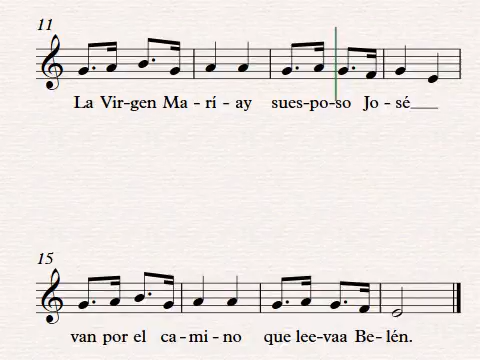 11
La Vir-gen Ma - rí - ay sues-po-so Jo - sé
15
van por el ca-mi-no que lee-vaa Be-lén.